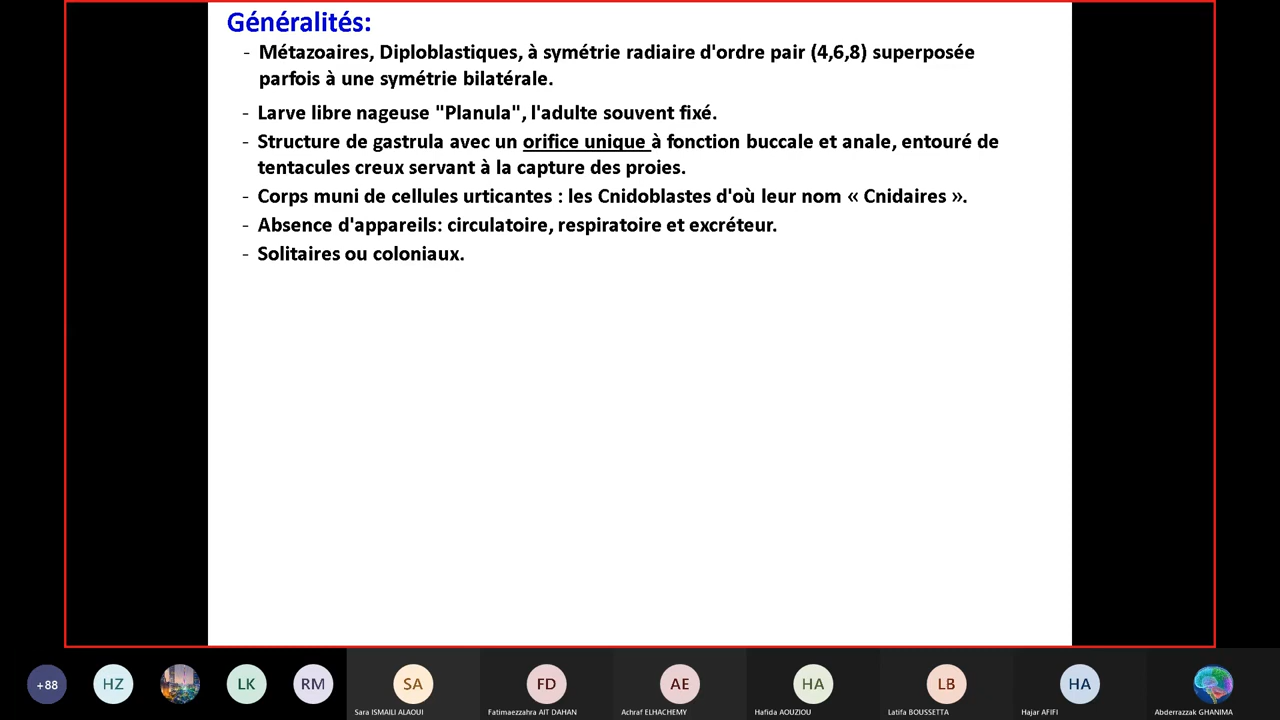 Généralités:
- Métazoaires, Diploblastiques, à symétrie radiaire d'ordre pair (4,6,8) superposée
parfois à une symétrie bilatérale.
- Larve libre nageuse "Planula", l'adulte souvent fixé.
- Structure de gastrula avec un orifice unique à fonction buccale et anale, entouré de
tentacules creux servant à la capture des proies.
- Corps muni de cellules urticantes : les Cnidoblastes d'où leur nom « Cnidaires ».
- Absence d'appareils: circulatoire, respiratoire et excréteur.
- Solitaires ou coloniaux.
+88 HZ LK RM SA FD AE HA LB HA
Sara ISMAILI ALAOUI Fatimaezzahra AIT DAHAN Achraf ELHACHEMY Hafida AOUZIOU Latifa BOUSSETTA Hajar AFIFI Abderrazzak GHANIMA